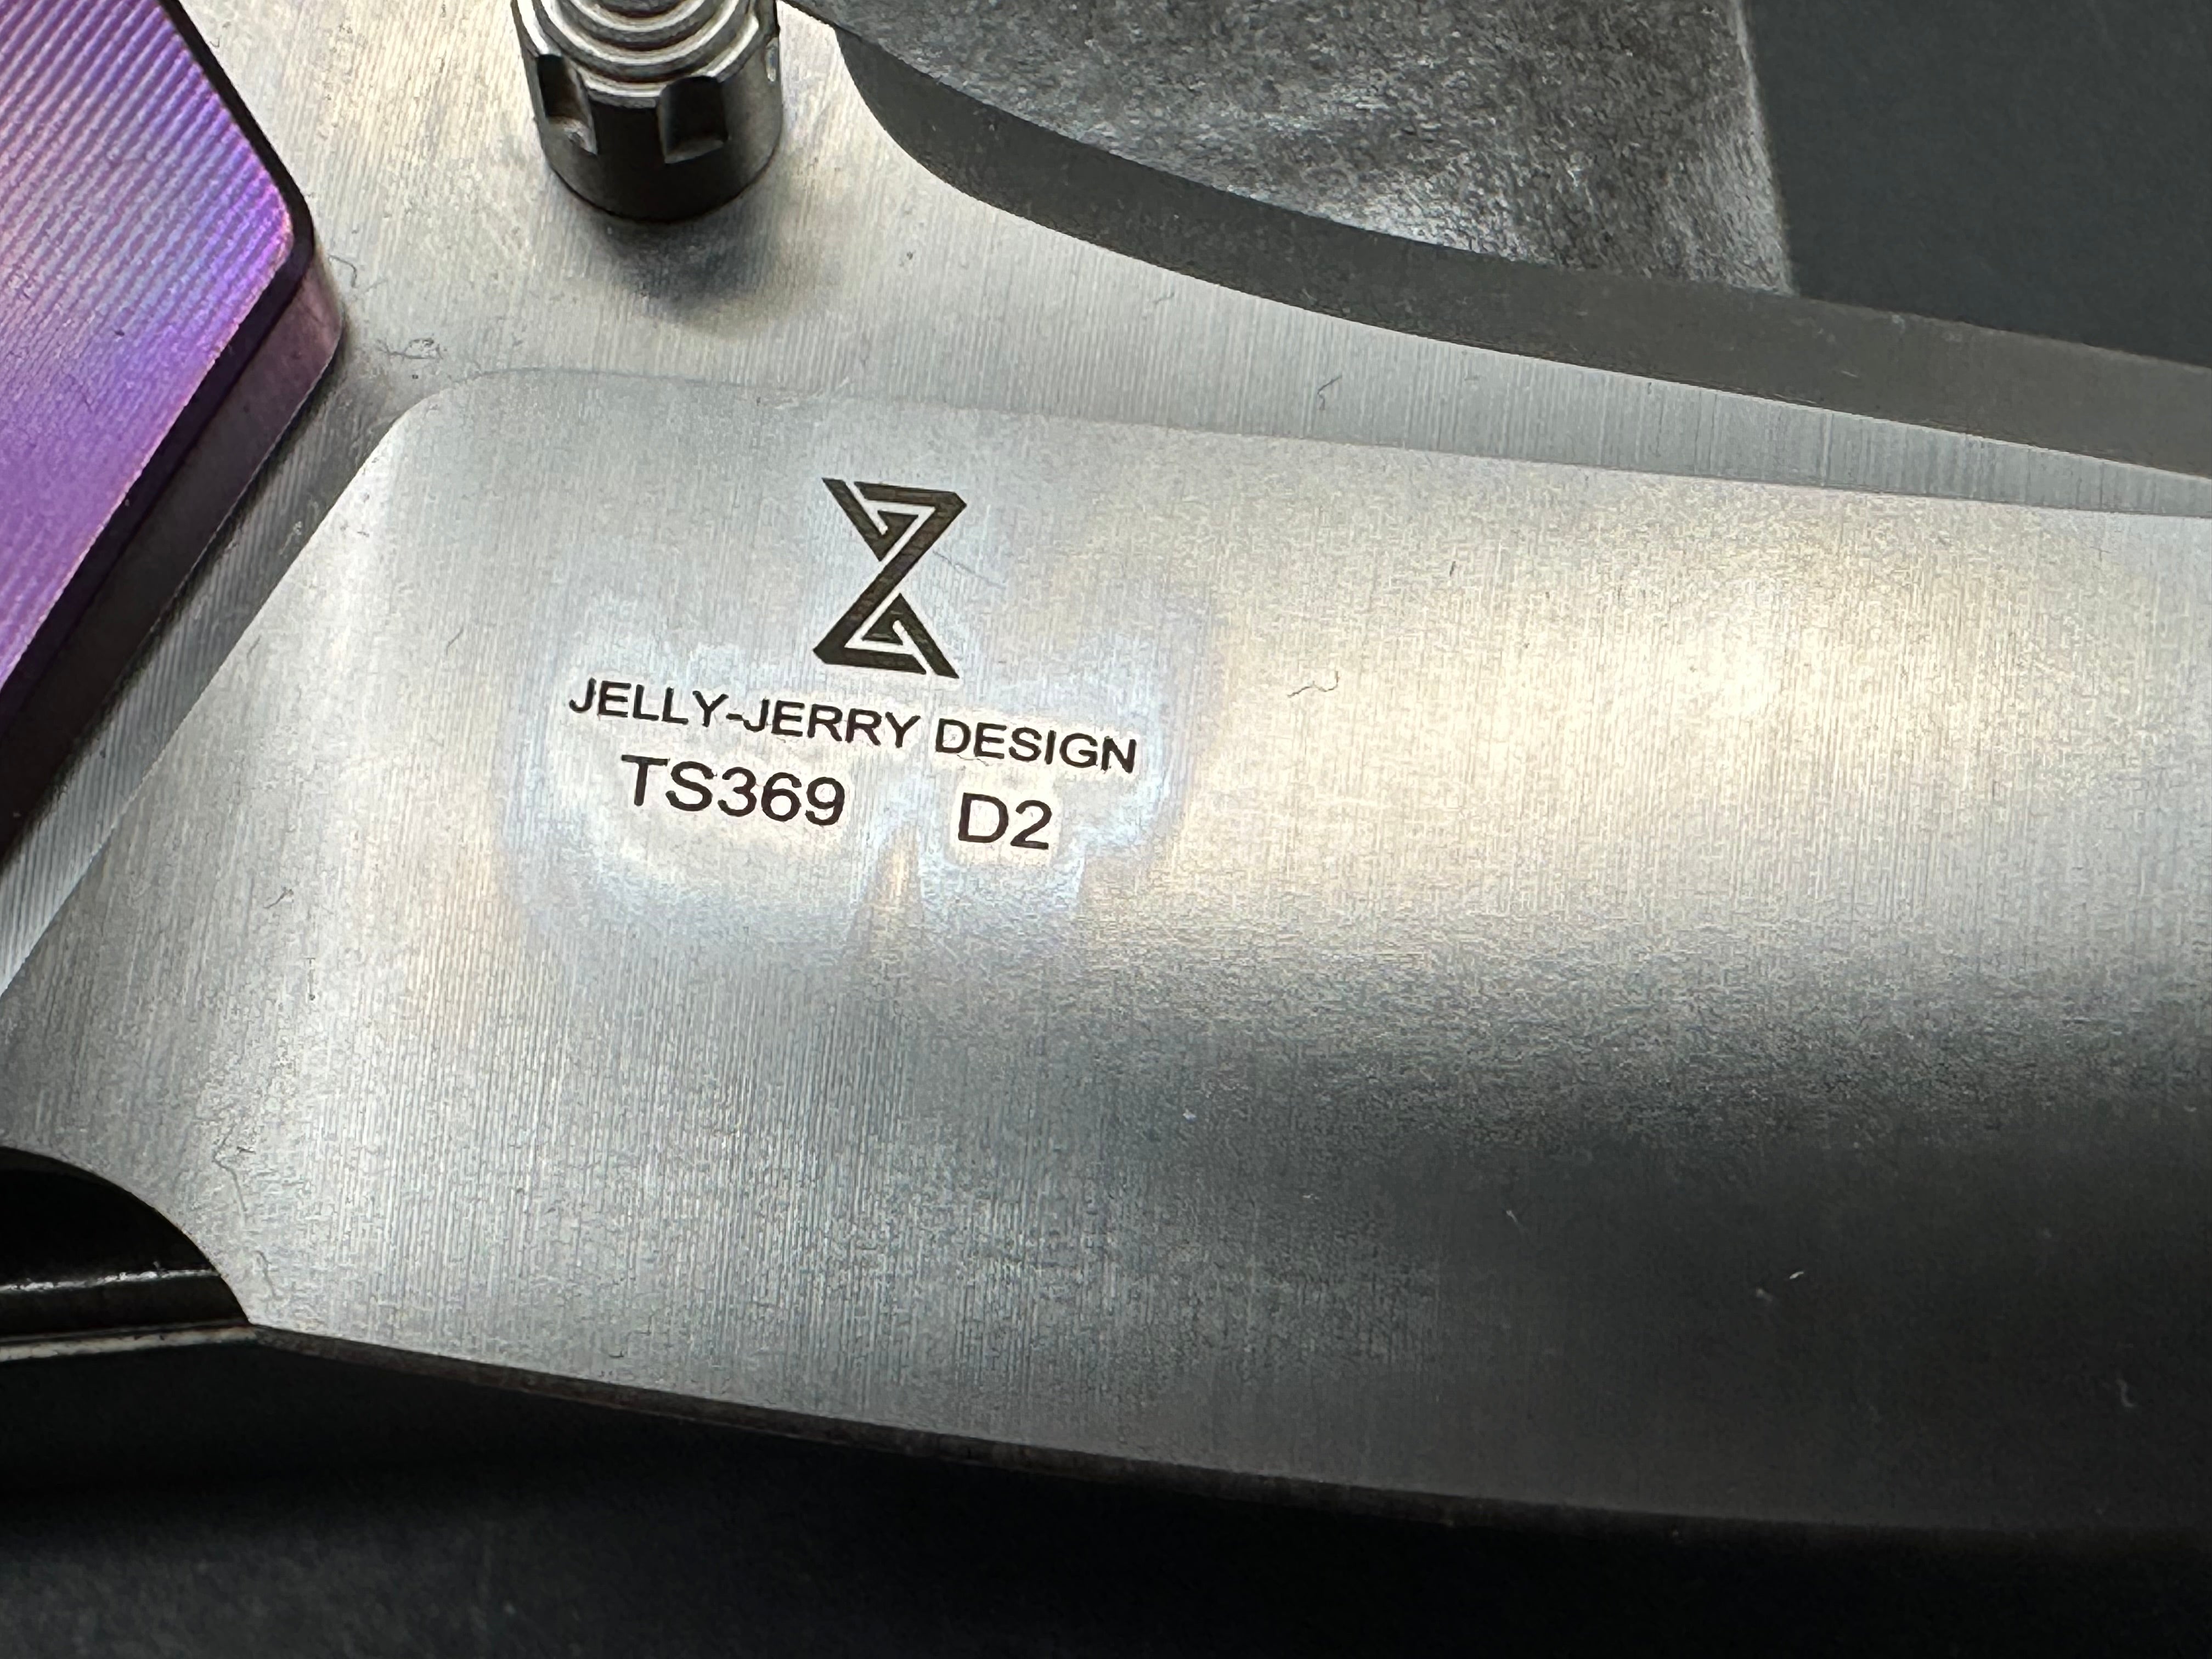 JELLY-JERRY DESIGN
TS369 D2